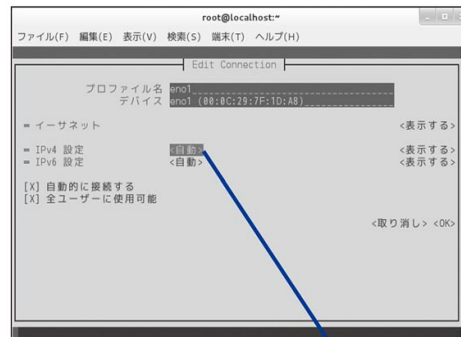 root@localhost:~
ファイル(F) 編集(E) 表示(V) 検索(S) 端末(T) ヘルプ(H)
Edit Connection
プロファイル名 eno1
デバイス eno1 (00:0C:29:7F:1D:A8)
= イーサネット <表示する>
= IPv4 設定 <自動> <表示する>
= IPv6 設定 <自動> <表示する>
[X] 自動的に接続する
[X] 全ユーザーに使用可能
<取り消し> <OK>